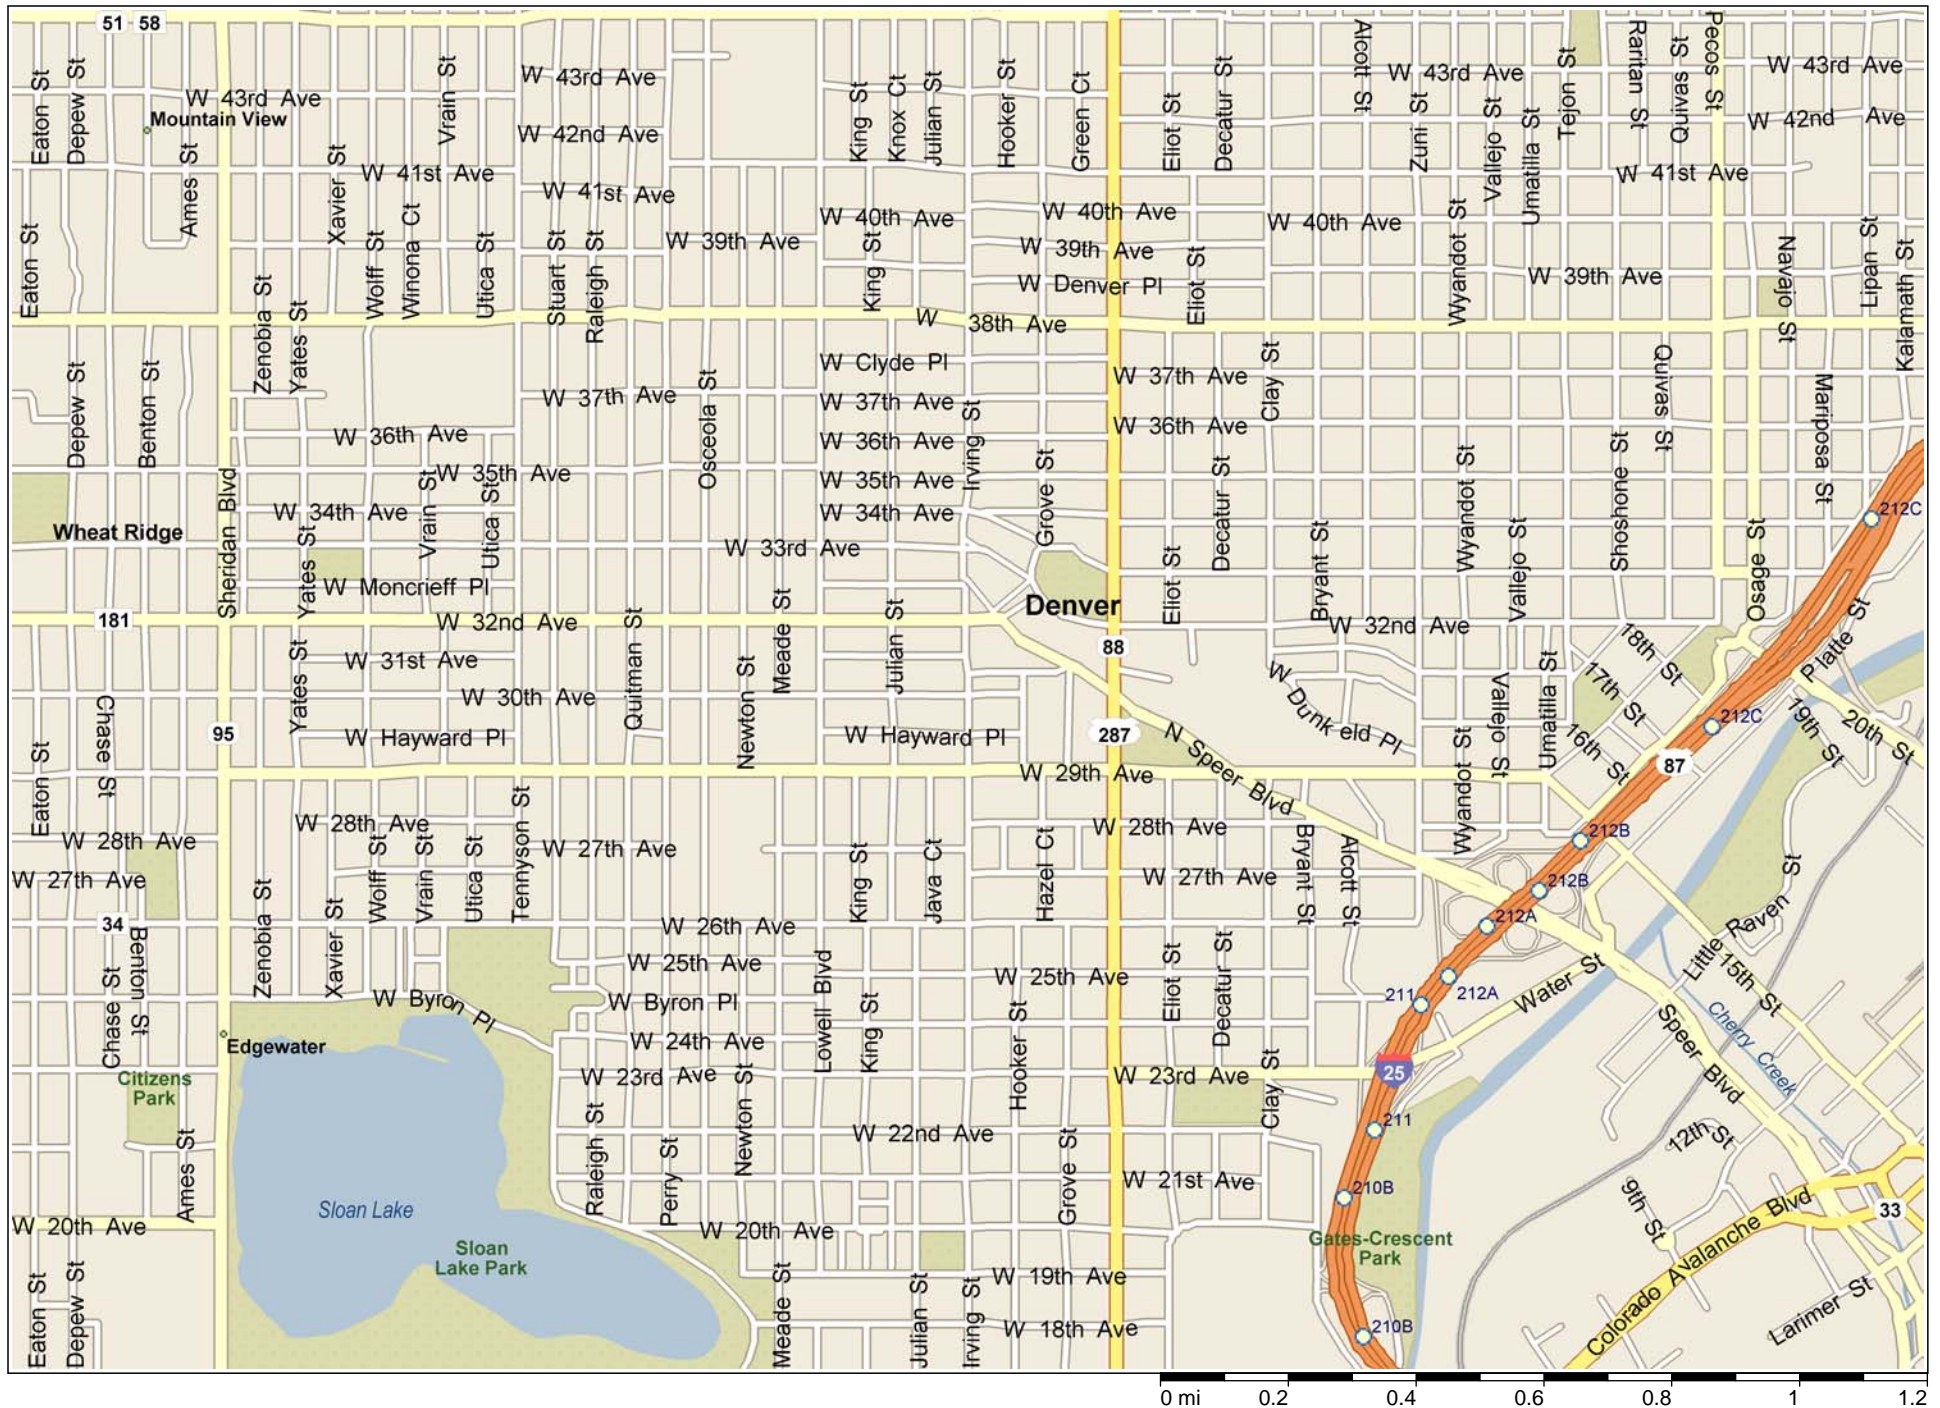 51 58
Eaton St
Depew St
W 43rd Ave
Mountain View
Vrain St
W 43rd Ave
W 42nd Ave
King St
Knox Ct
Julian St
Hooker St
Green Ct
Eliot St
Decatur St
Alcott St
W 43rd Ave
Zuni St
Vallejo St
Umatilla St
Tejon St
Raritan St
Quivas St
Pecos St
W 43rd Ave
W 42nd Ave
Ames St
Xavier St
W 41st Ave
W 41st Ave
W 41st Ave
Eaton St
Wolff St
Winona Ct
Utica St
Stuart St
Raleigh St
W 39th Ave
W 40th Ave
King St
W 40th Ave
W 39th Ave
W Denver Pl
Eliot St
W 40th Ave
Wyandot St
W 39th Ave
Navajo St
Lipan St
Kalamath St
Zenobia St
Yates St
W 38th Ave
Depew St
Benton St
W 37th Ave
Osceola St
W Clyde Pl
W 37th Ave
W 36th Ave
W 35th Ave
W 34th Ave
Irving St
Grove St
W 37th Ave
W 36th Ave
Clay St
Quivas St
Mariposa St
W 36th Ave
W 35th Ave
W 34th Ave
Vrain St
Utica St
Sheridan Blvd
Wheat Ridge
Yates St
W Moncrieff Pl
W 33rd Ave
Decatur St
Eliot St
Bryant St
Wyandot St
Vallejo St
Shoshone St
Osage St
212C
181
W 32nd Ave
Denver
W 32nd Ave
Platte St
Yates St
W 31st Ave
W 30th Ave
Quitman St
Newton St
Meade St
Julian St
88
W Dunk eld Pl
Vallejo St
Umatilla St
18th St
17th St
16th St
Chase St
Eaton St
95
W Hayward Pl
W Hayward Pl
287
N Speer Blvd
Wyandot St
212C
87
19th St
20th St
W 29th Ave
W 28th Ave
W 28th Ave
Tennyson St
W 27th Ave
W 28th Ave
W 27th Ave
212B
212B
W 27th Ave
Wolff St
Vrain St
Utica St
King St
Java Ct
Hazel Ct
Bryant St
Alcott St
St
34
Benton St
Chase St
Zenobia St
Xavier St
W 26th Ave
W 25th Ave
W Byron Pl
W Byron Pl
W 24th Ave
Lowell Blvd
King St
W 25th Ave
Hooker St
Eliot St
Decatur St
212A
212A
211
Water St
Little Raven
15th St
Cherry Creek
Speer Blvd
Edgewater
Citizens
Park
W 23rd Ave
Newton St
W 23rd Ave
Clay St
25
211
12th St
Ames St
Raleigh St
Perry St
W 22nd Ave
Grove St
W 21st Ave
210B
9th St
33
Sloan Lake
W 20th Ave
W 20th Ave
Sloan
Lake Park
Gates-Crescent
Park
Colorado Avalanche Blvd
Eaton St
Depew St
Meade St
Julian St
Irving St
W 19th Ave
W 18th Ave
210B
Larimer St
0 mi 0.2 0.4 0.6 0.8 1 1.2